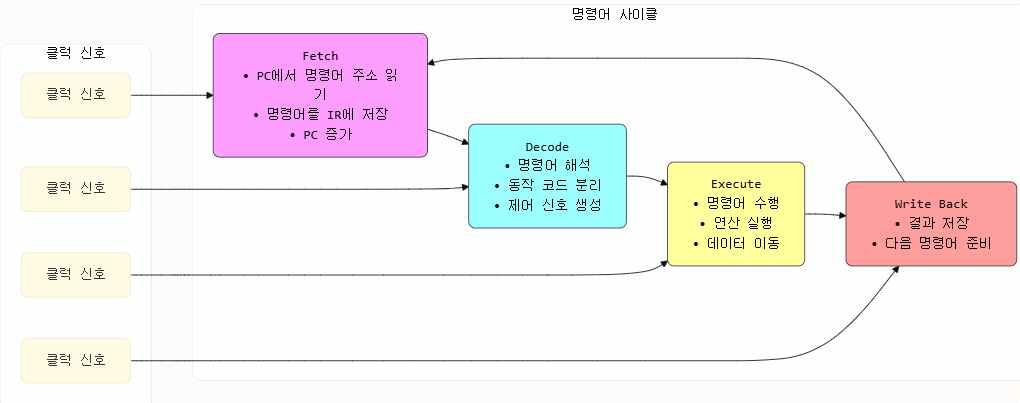 명령어 사이클
클럭 신호
클럭 신호
클럭 신호
클럭 신호
클럭 신호
Fetch
• PC에서 명령어 주소 읽
기
• 명령어를 IR에 저장
• PC 증가
Decode
• 명령어 해석
• 동작 코드 분리
• 제어 신호 생성
Execute
• 명령어 수행
• 연산 실행
• 데이터 이동
Write Back
• 결과 저장
• 다음 명령어 준비